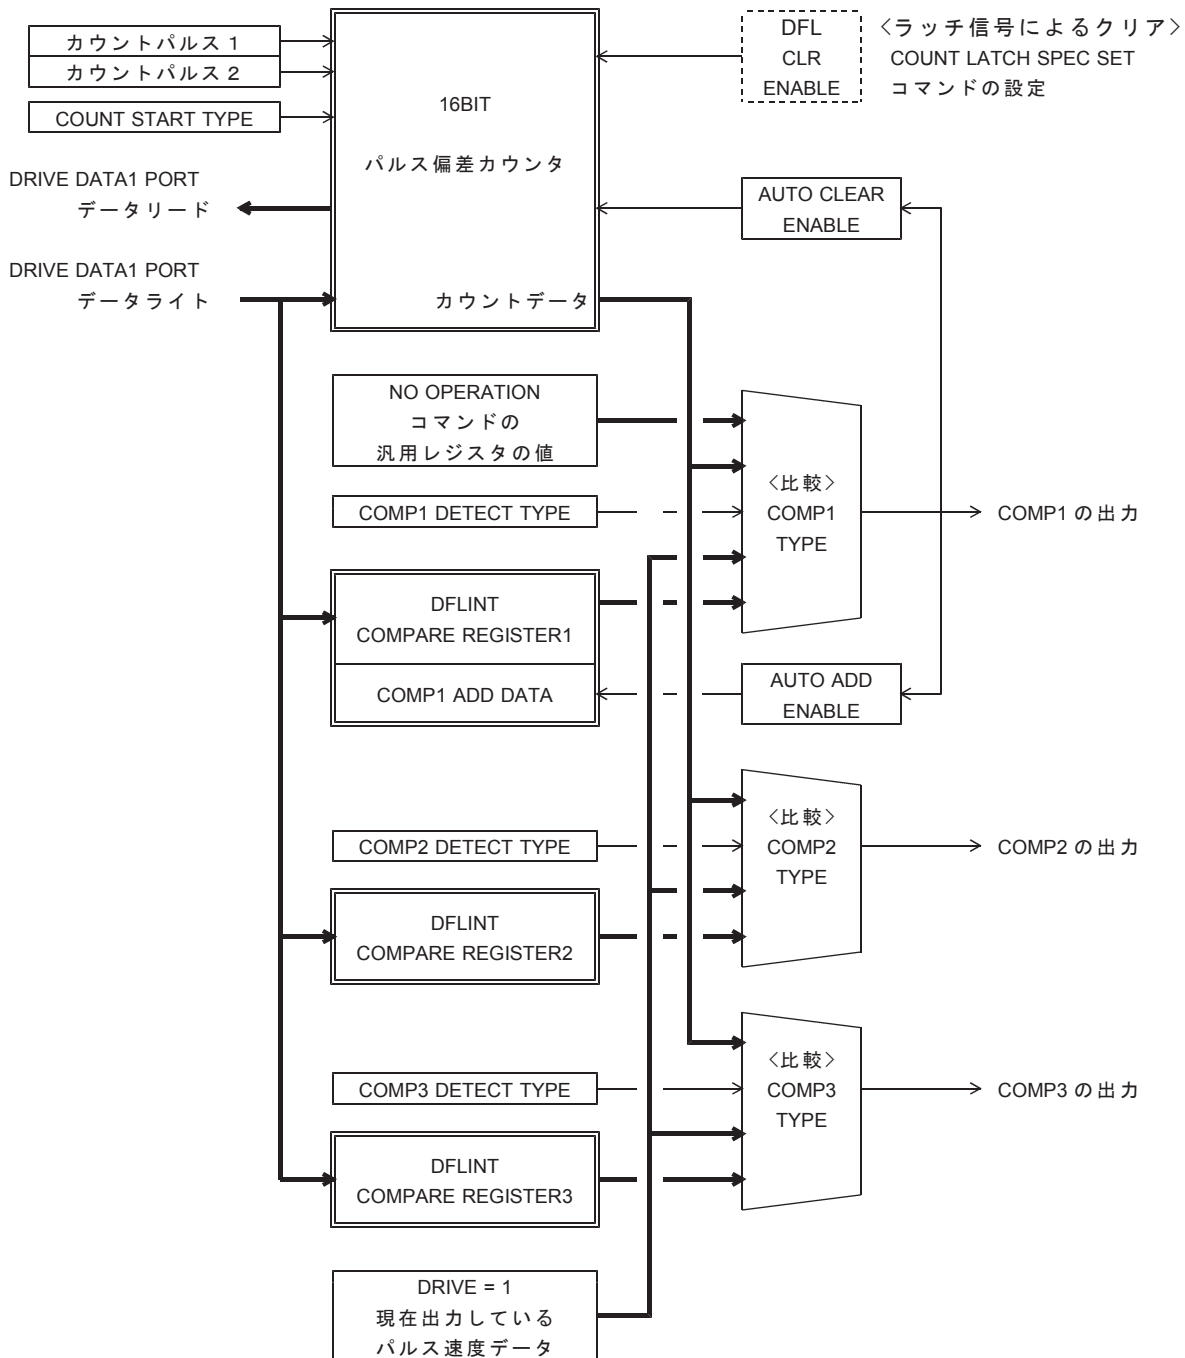 カウントパルス 1
カウントパルス 2
COUNT START TYPE
DRIVE DATA1 PORT
データリード
DRIVE DATA1 PORT
データライト
16BIT
パルス偏差カウンタ
カウントデータ
DFL
CLR
ENABLE
〈ラッチ信号によるクリア〉
COUNT LATCH SPEC SET
コマンドの設定
AUTO CLEAR
ENABLE
NO OPERATION
コマンドの
汎用レジスタの値
COMP1 DETECT TYPE
〈比較〉
COMP1
TYPE
COMP1 の出力
DFLINT
COMPARE REGISTER1
COMP1 ADD DATA
AUTO ADD
ENABLE
COMP2 DETECT TYPE
〈比較〉
COMP2
TYPE
COMP2 の出力
DFLINT
COMPARE REGISTER2
COMP3 DETECT TYPE
〈比較〉
COMP3
TYPE
COMP3 の出力
DFLINT
COMPARE REGISTER3
DRIVE = 1
現在出力している
パルス速度データ